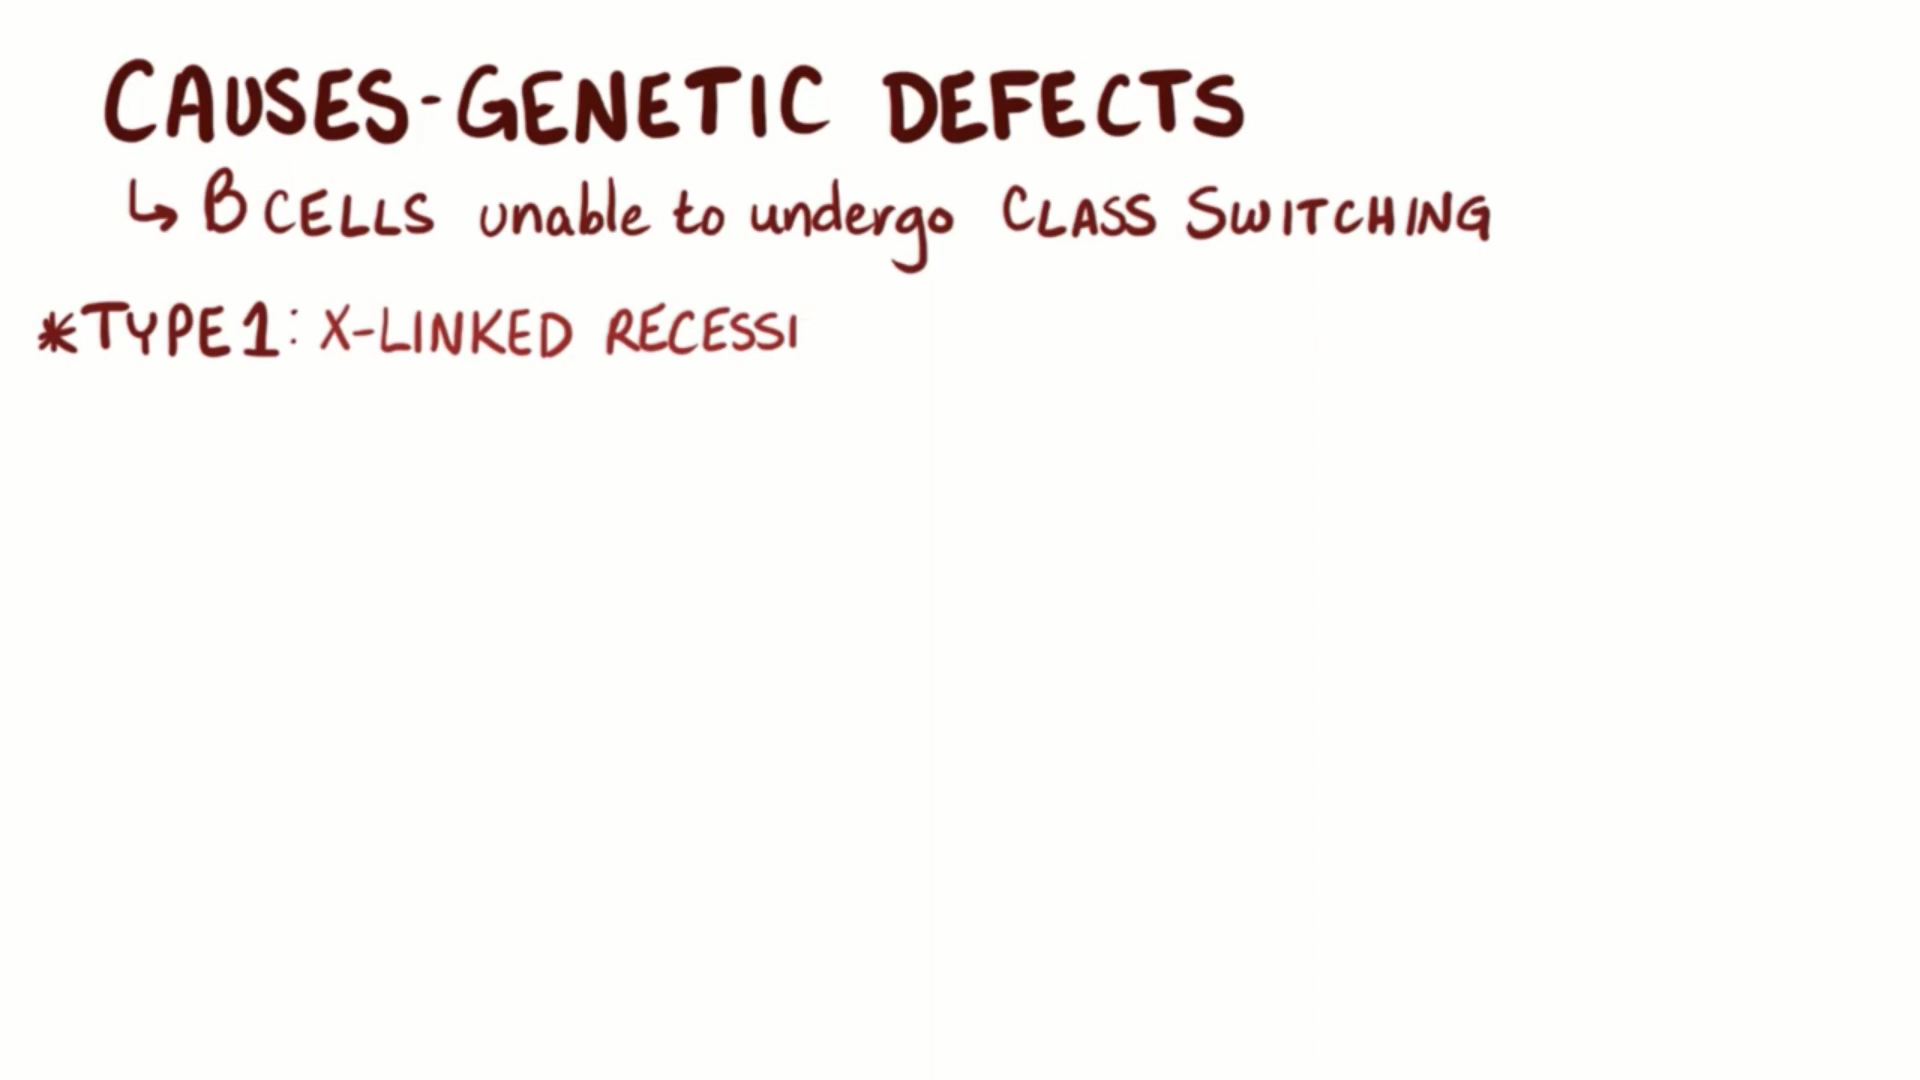 CAUSES-GENETIC DEFECTS
↳ B CELLS unable to undergo CLASS SWITCHING
*TYPE 1: X-LINKED RECESSI